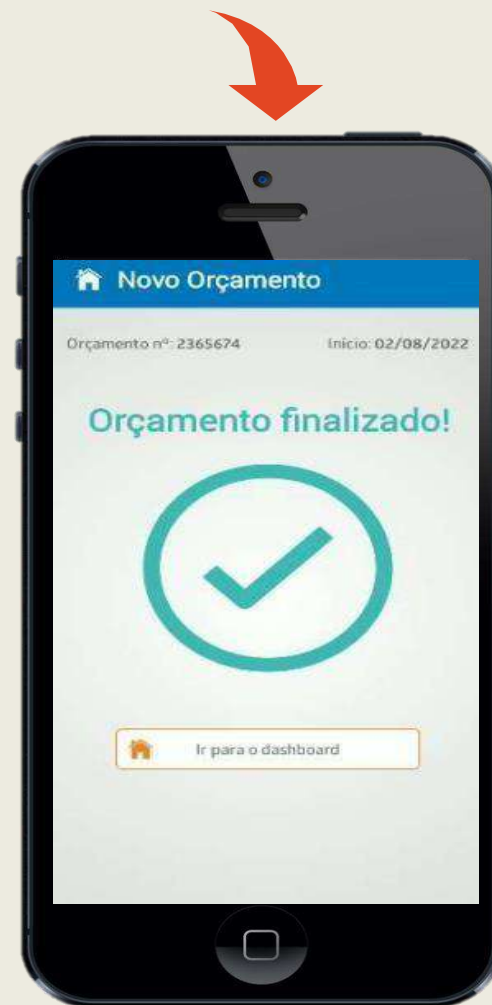 Novo Orçamento
Orçamento nº: 2365674 Início: 02/08/2022
Orçamento finalizado!
Ir para o dashboard